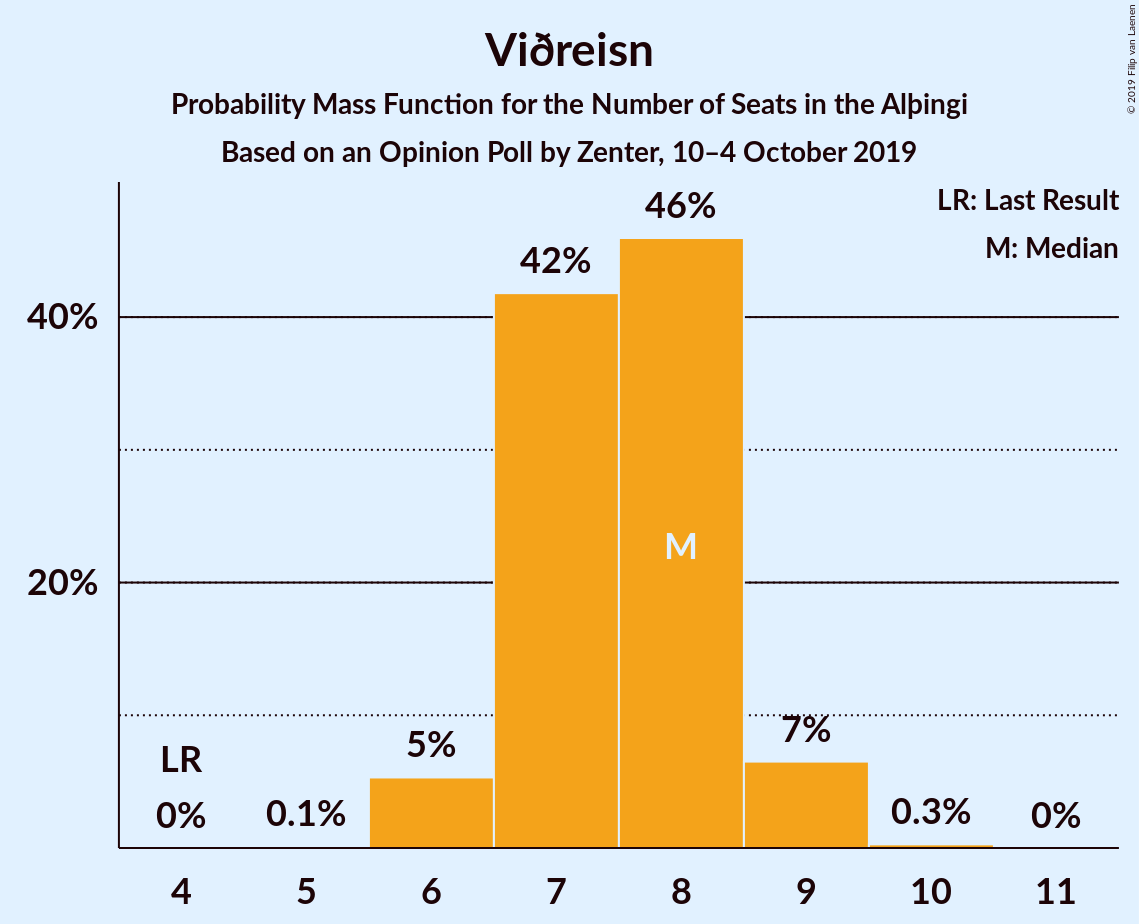 Viðreisn
Probability Mass Function for the Number of Seats in the Alþingi
Based on an Opinion Poll by Zenter, 10–4 October 2019
© 2019 Filip van Laenen
LR: Last Result
M: Median
40%
20%
LR
0%
0.1%
5%
42%
46%
M
7%
0.3%
0%
4
5
6
7
8
9
10
11